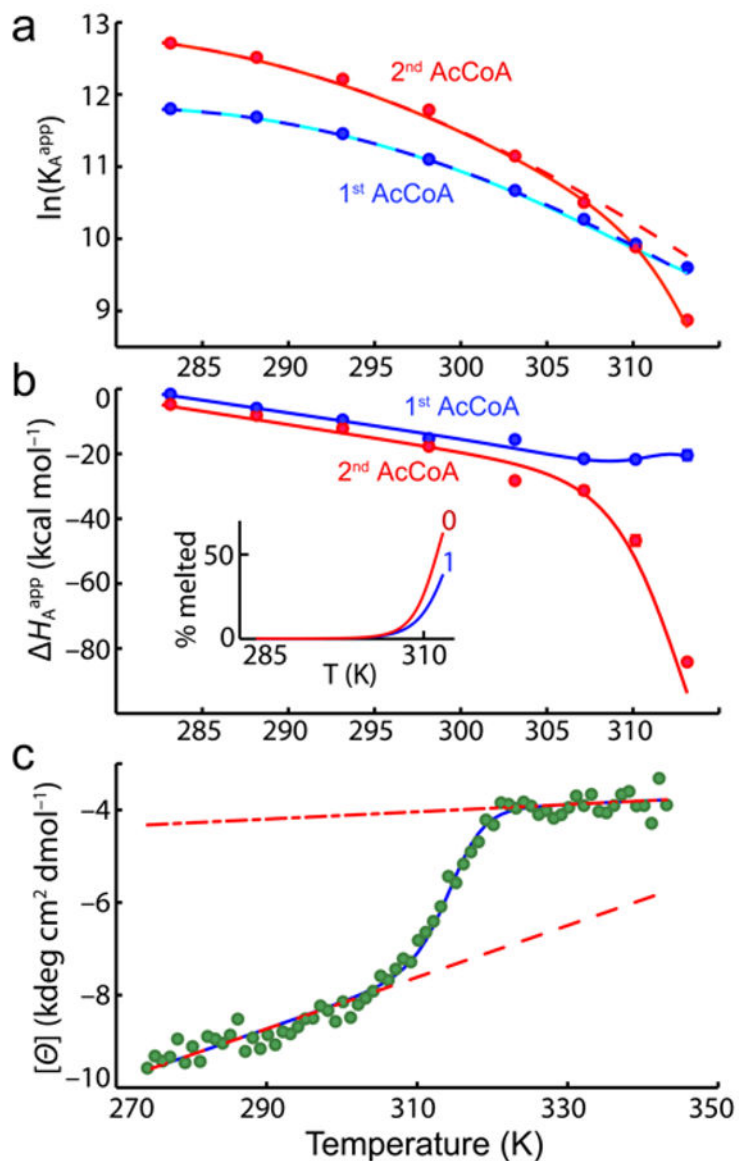 a
13
12
11
10
9
ln(K_A^app)
2nd AcCoA
1st AcCoA
285 290 295 300 305 310
b
0
−20
−40
−60
−80
ΔH_A^app (kcal mol⁻¹)
1st AcCoA
2nd AcCoA
50
0
% melted
0
1
285 310
T (K)
285 290 295 300 305 310
c
−4
−6
−8
−10
[Θ] (kdeg cm² dmol⁻¹)
270 290 310 330 350
Temperature (K)